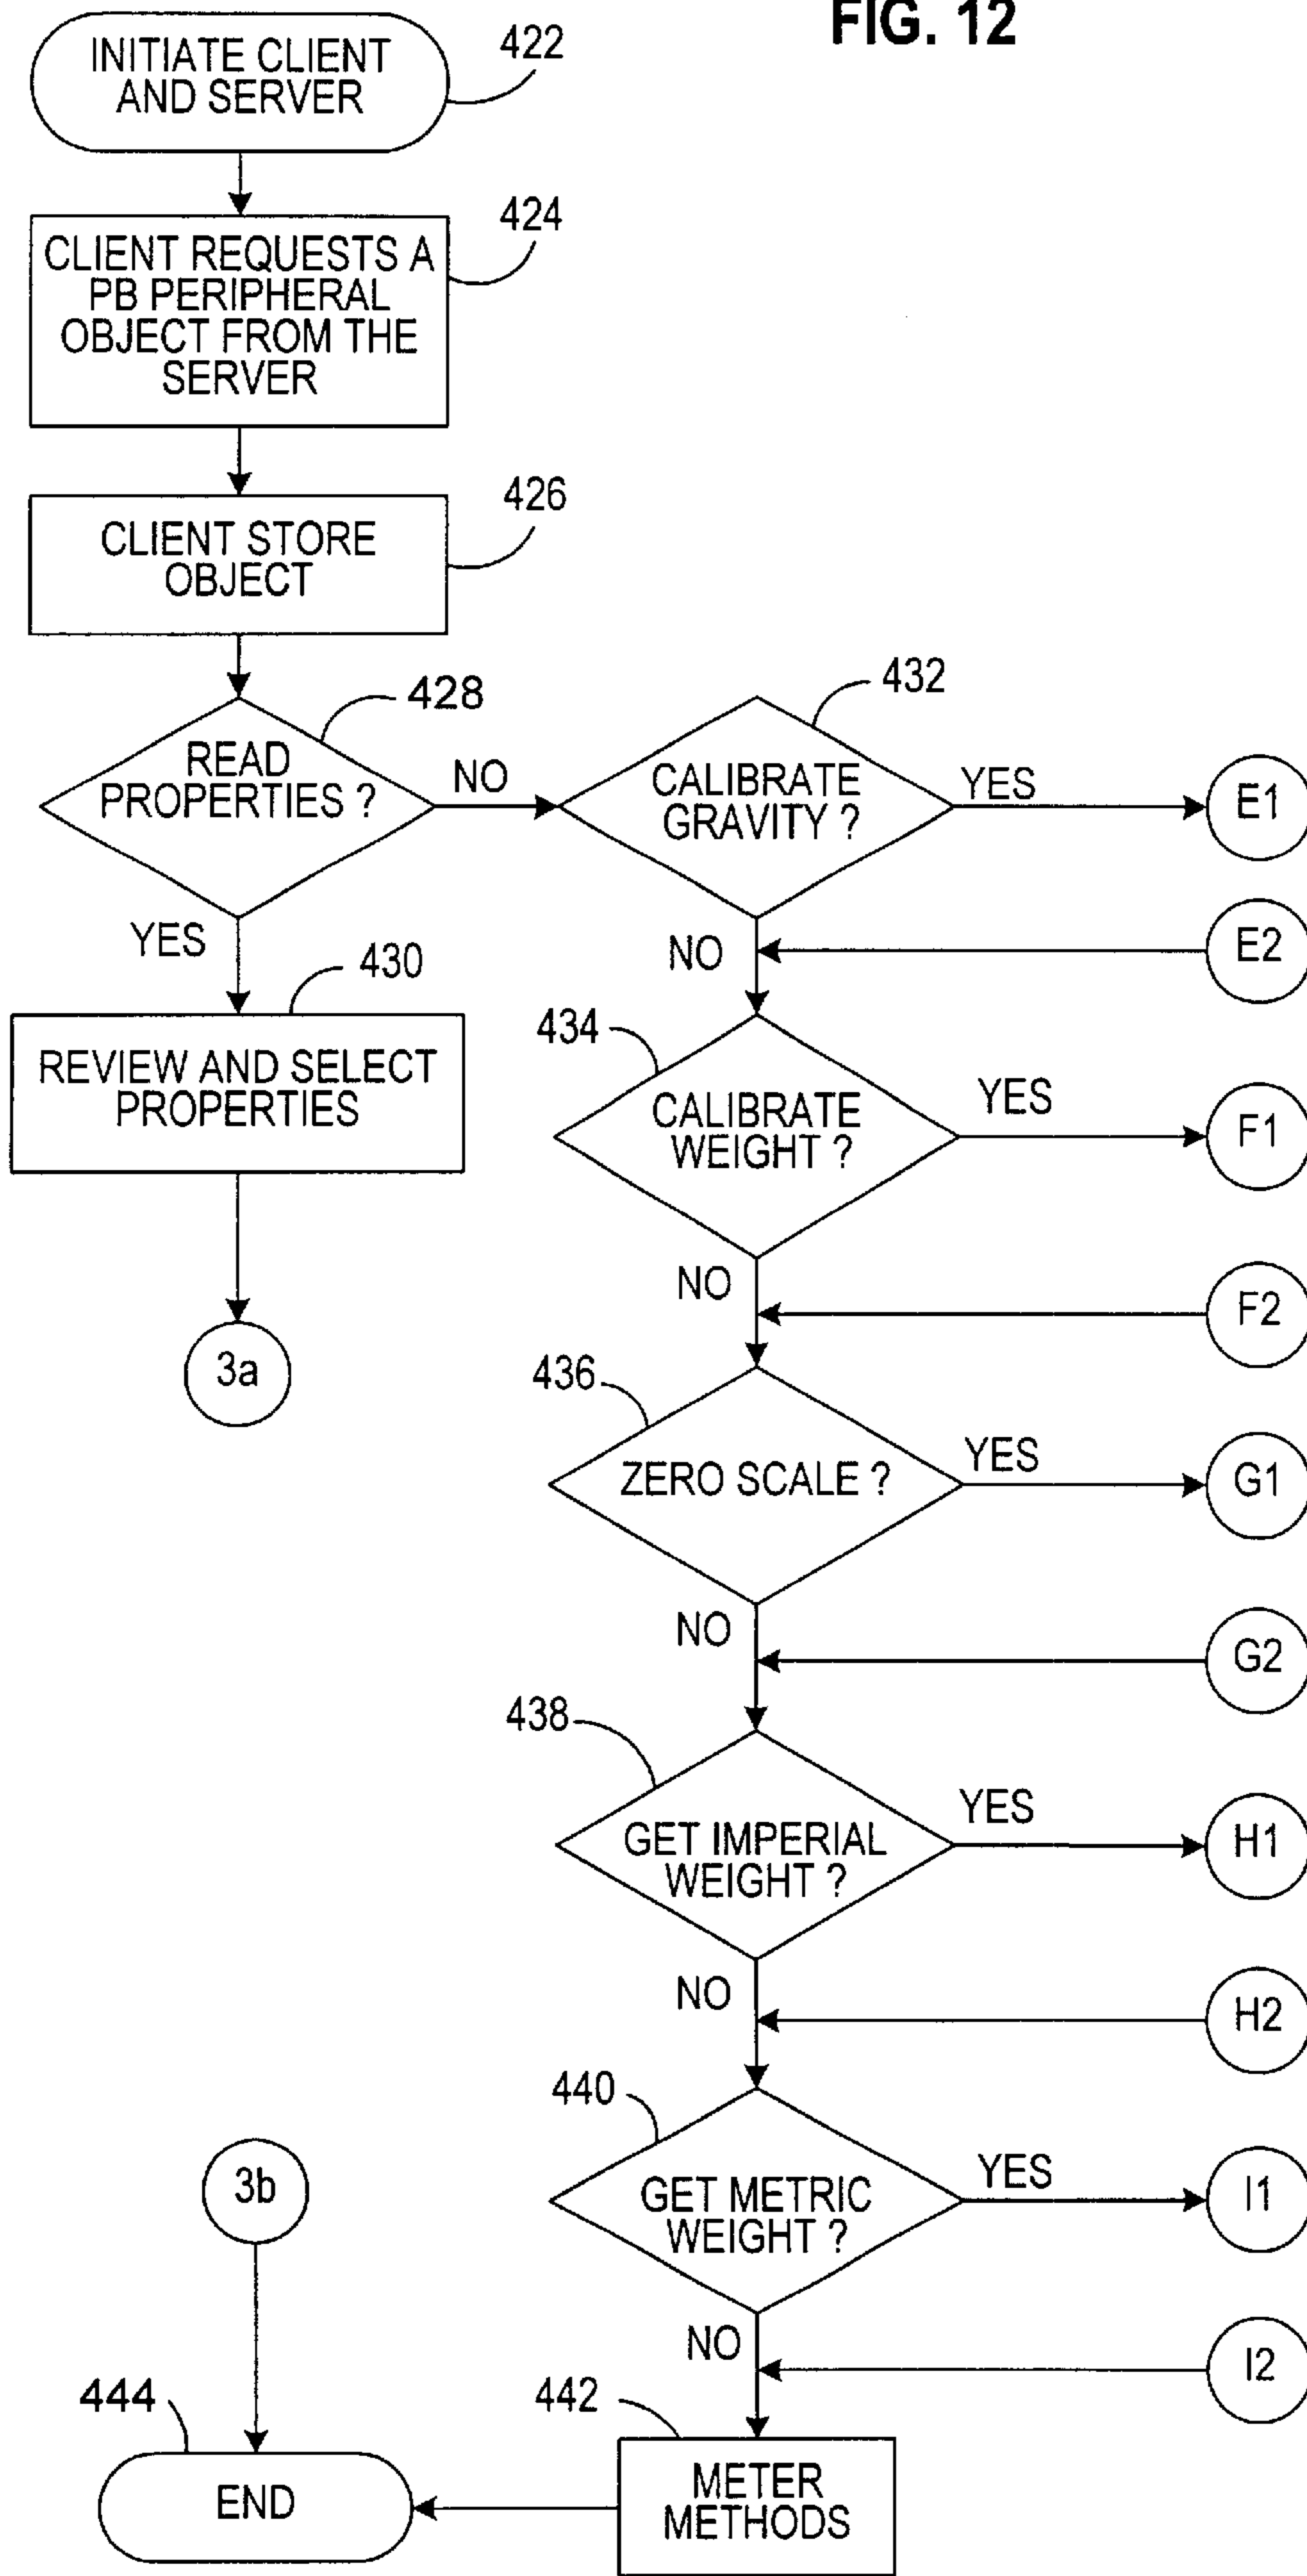 FIG. 12
INITIATE CLIENT
AND SERVER
422
CLIENT REQUESTS A
PB PERIPHERAL
OBJECT FROM THE
SERVER
424
CLIENT STORE
OBJECT
426
READ
PROPERTIES ?
428
NO
YES
CALIBRATE
GRAVITY ?
432
YES
E1
NO
E2
REVIEW AND SELECT
PROPERTIES
430
3a
434
CALIBRATE
WEIGHT ?
YES
F1
NO
F2
436
ZERO SCALE ?
YES
G1
NO
G2
438
GET IMPERIAL
WEIGHT ?
YES
H1
NO
H2
440
GET METRIC
WEIGHT ?
YES
I1
NO
I2
3b
442
METER
METHODS
444
END